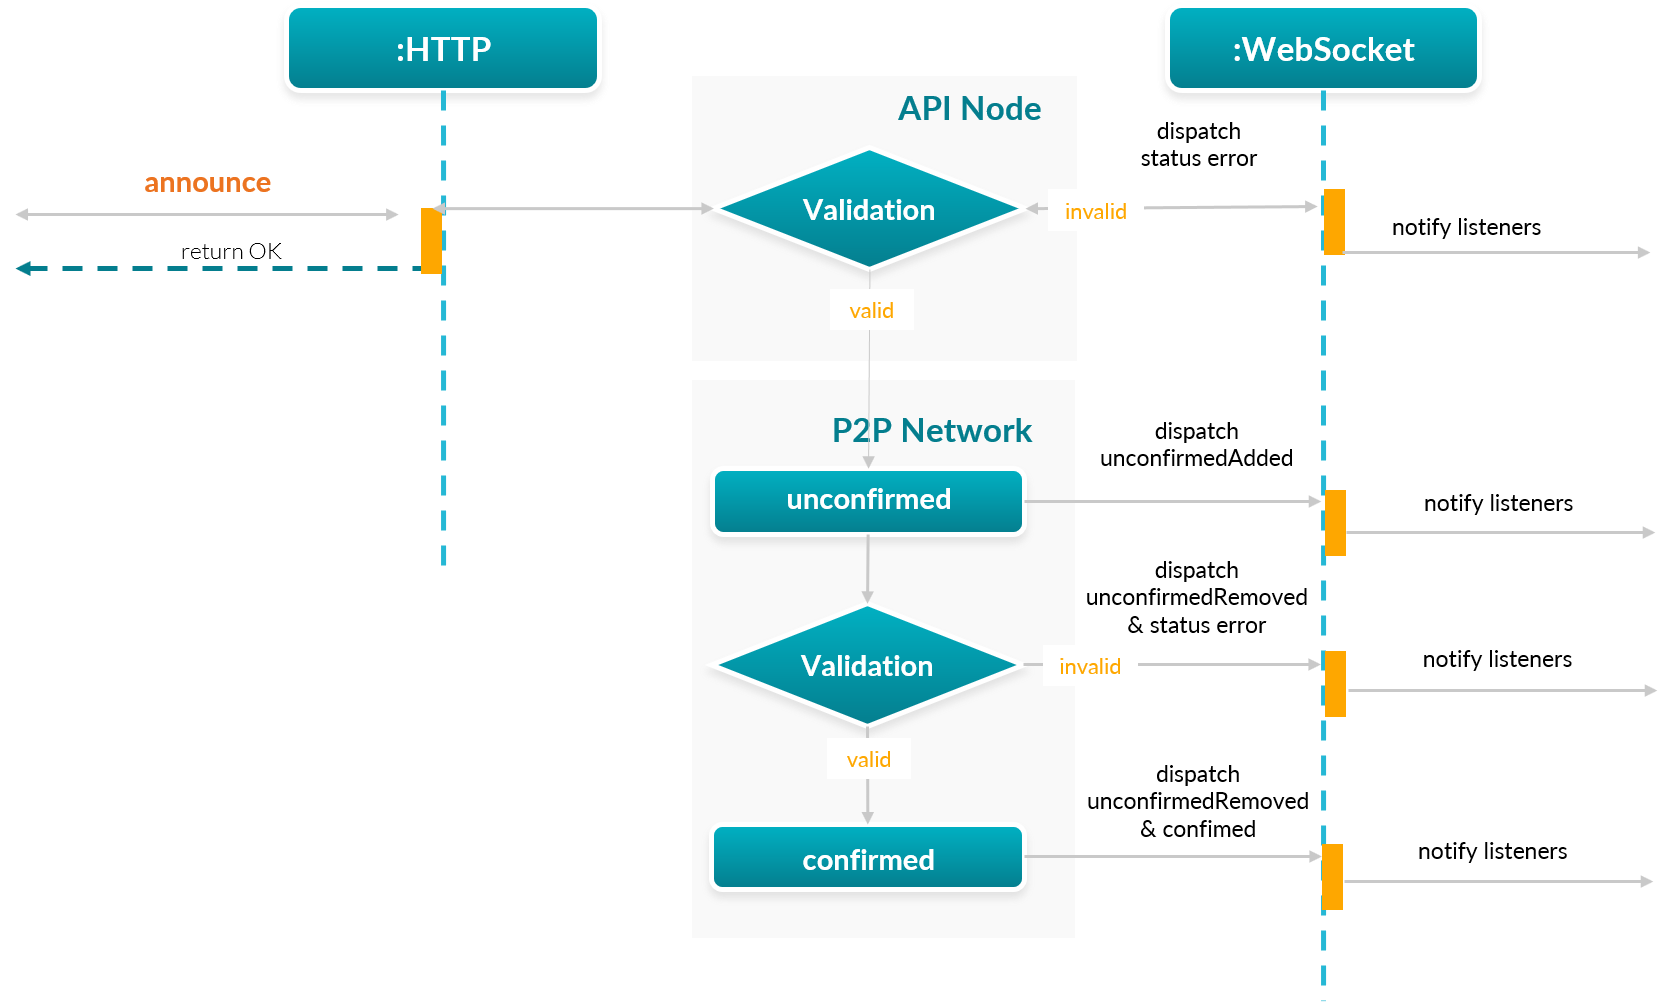 :HTTP
:WebSocket
API Node
dispatch
status error
announce
Validation
invalid
notify listeners
return OK
valid
P2P Network
dispatch
unconfirmedAdded
unconfirmed
notify listeners
dispatch
unconfirmedRemoved
& status error
Validation
invalid
notify listeners
valid
dispatch
unconfirmedRemoved
& confimed
confirmed
notify listeners